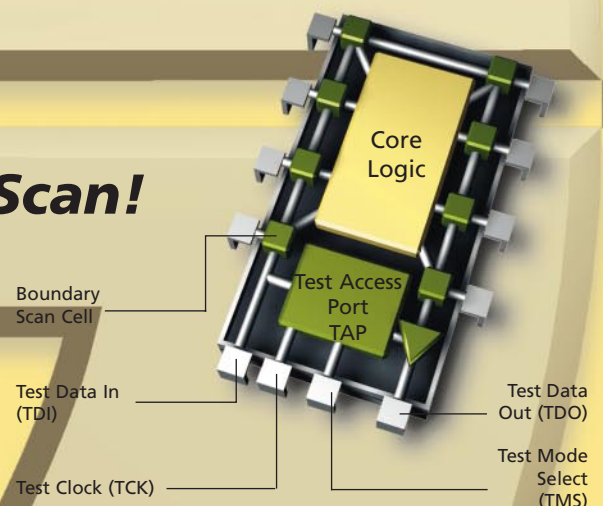 Core
Logic
Scan!
Test Access
Port
TAP
Boundary
Scan Cell
Test Data In
(TDI)
Test Data
Out (TDO)
Test Clock (TCK)
Test Mode
Select
(TMS)